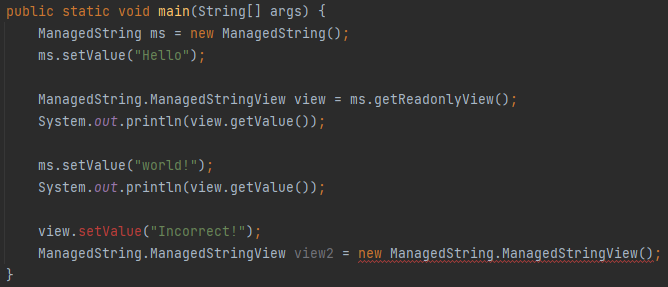 public static void main(String[] args) {
    ManagedString ms = new ManagedString();
    ms.setValue("Hello");

    ManagedString.ManagedStringView view = ms.getReadonlyView();
    System.out.println(view.getValue());

    ms.setValue("world!");
    System.out.println(view.getValue());

    view.setValue("Incorrect!");
    ManagedString.ManagedStringView view2 = new ManagedString.ManagedStringView();
}